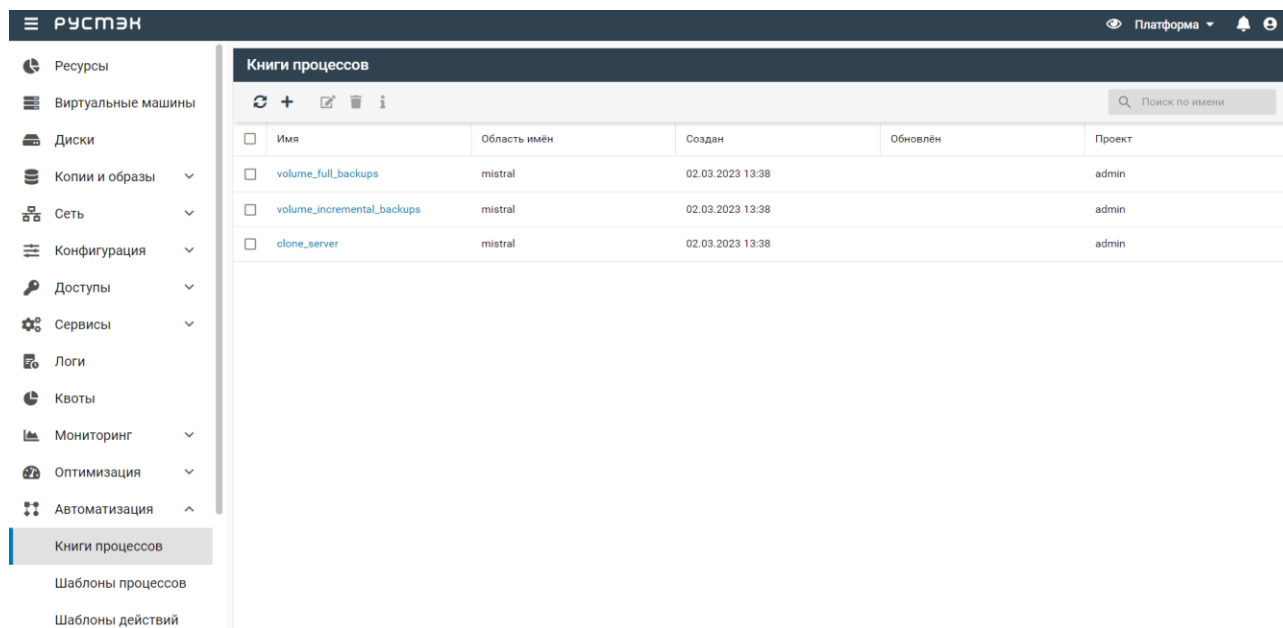 РУСТЭК
Платформа
Ресурсы
Виртуальные машины
Диски
Копии и образы
Сеть
Конфигурация
Доступы
Сервисы
Логи
Квоты
Мониторинг
Оптимизация
Автоматизация
Книги процессов
Шаблоны процессов
Шаблоны действий
Книги процессов
Поиск по имени
Имя Область имён Создан Обновлён Проект
volume_full_backups mistral 02.03.2023 13:38 admin
volume_incremental_backups mistral 02.03.2023 13:38 admin
clone_server mistral 02.03.2023 13:38 admin